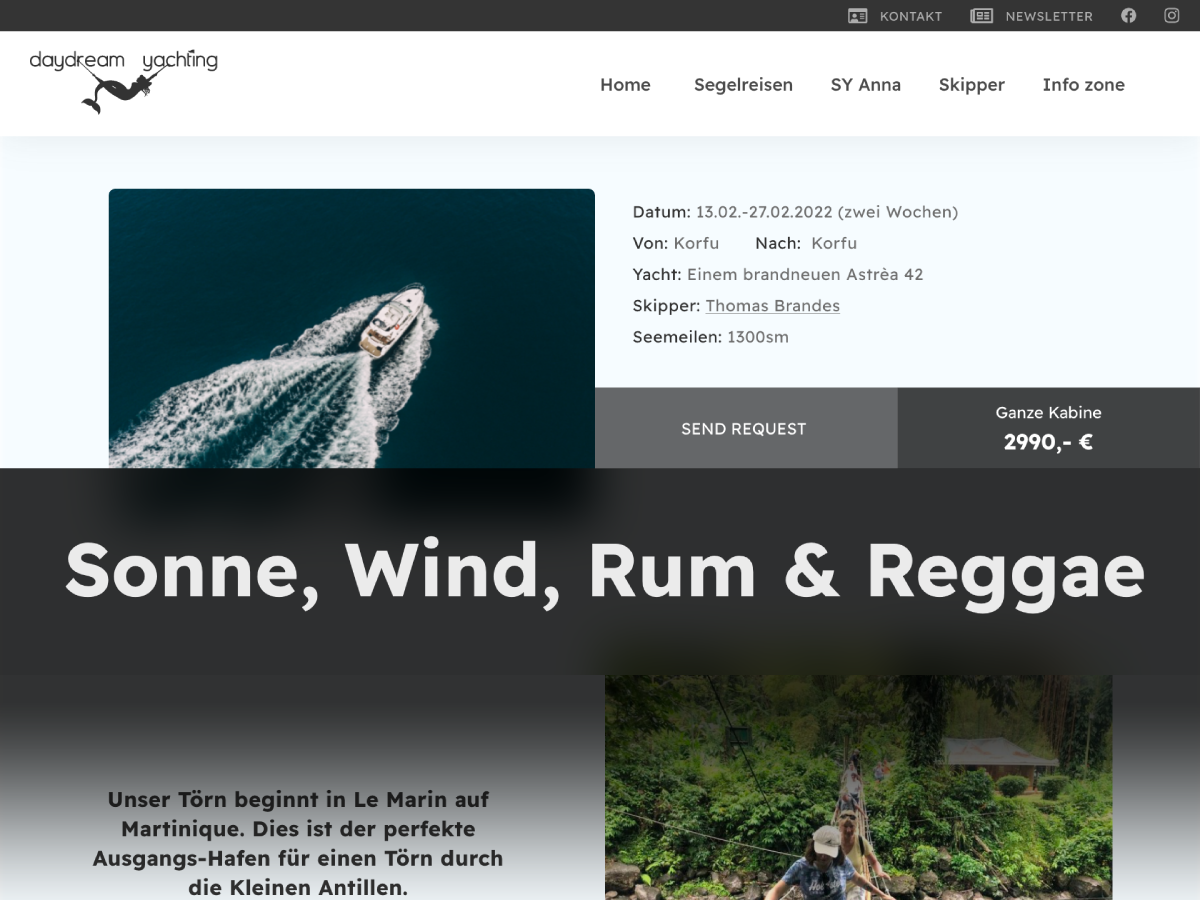 KONTAKT
NEWSLETTER
daydream yachting
Home
Segelreisen
SY Anna
Skipper
Info zone
Datum: 13.02.-27.02.2022 (zwei Wochen)
Von: Korfu Nach: Korfu
Yacht: Einem brandneuen Astrèa 42
Skipper: Thomas Brandes
Seemeilen: 1300sm
SEND REQUEST
Ganze Kabine
2990,- €
Sonne, Wind, Rum & Reggae
Unser Törn beginnt in Le Marin auf
Martinique. Dies ist der perfekte
Ausgangs-Hafen für einen Törn durch
die Kleinen Antillen.